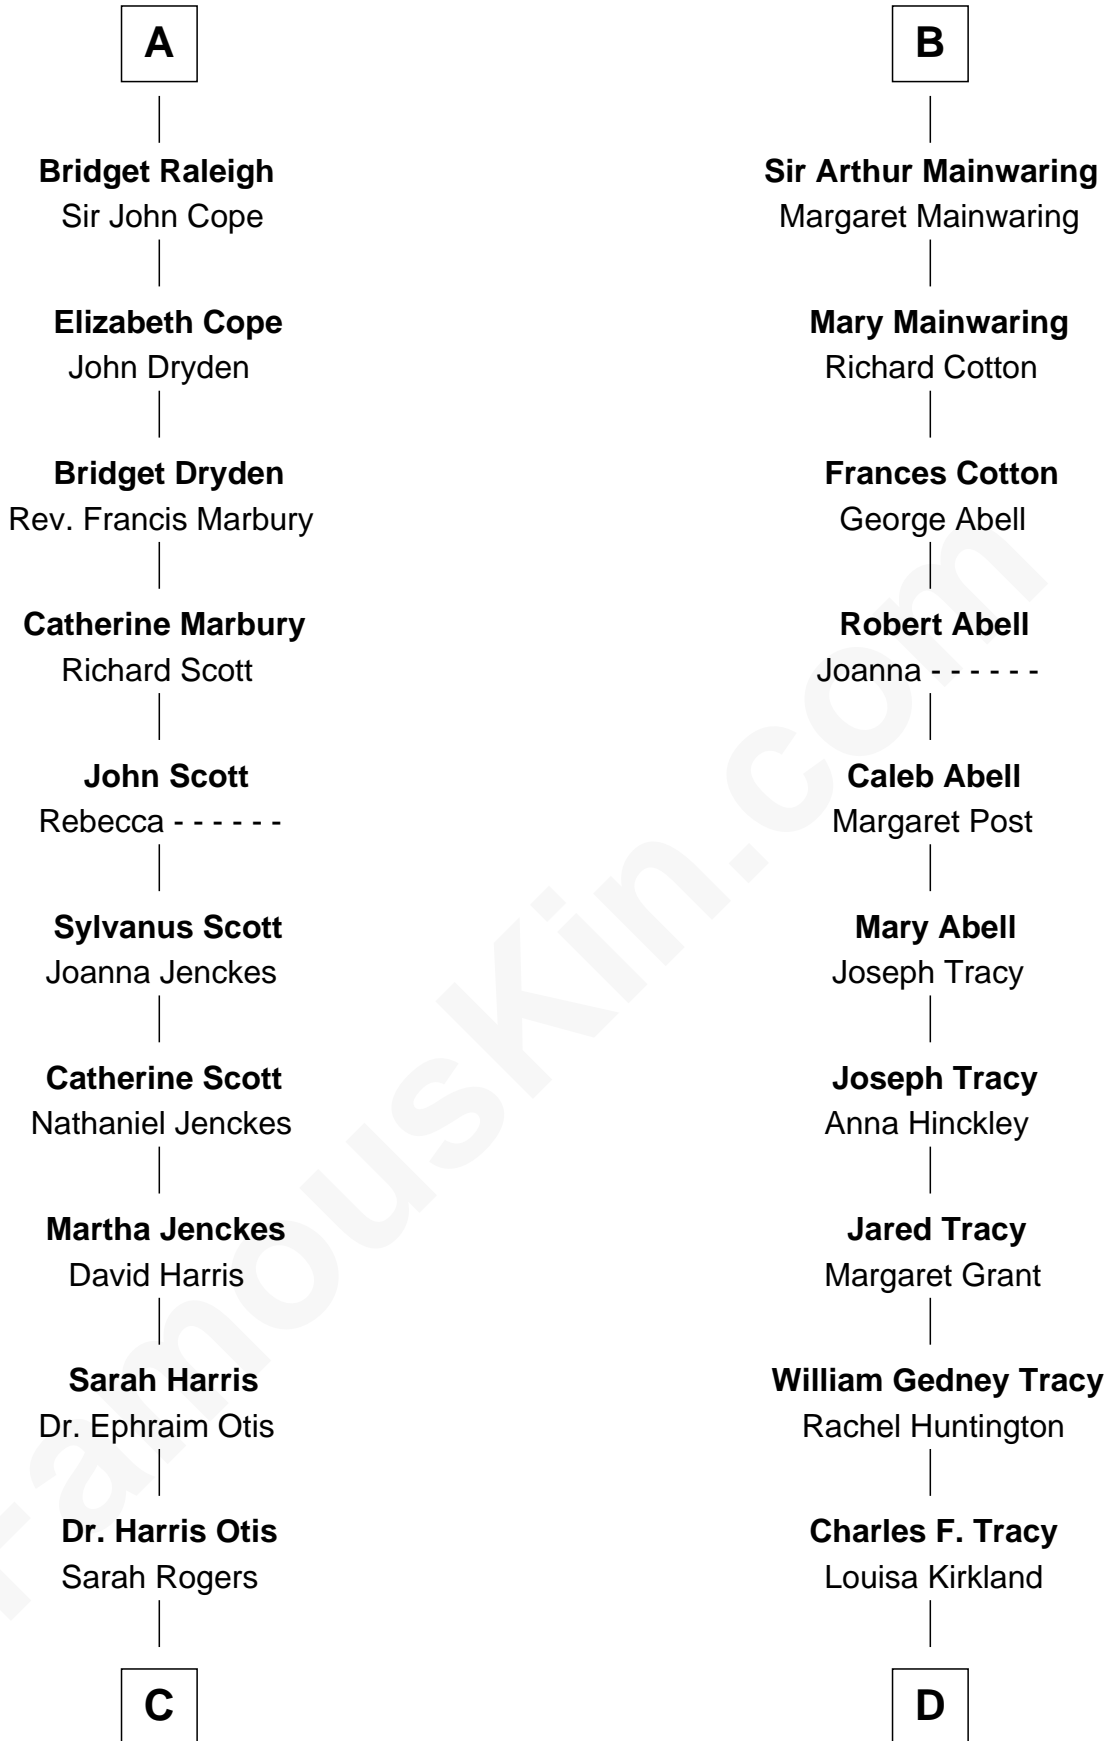 A
Bridget Raleigh
Sir John Cope
Elizabeth Cope
John Dryden
Bridget Dryden
Rev. Francis Marbury
Catherine Marbury
Richard Scott
John Scott
Rebecca - - - - - -
Sylvanus Scott
Joanna Jenckes
Catherine Scott
Nathaniel Jenckes
Martha Jenckes
David Harris
Sarah Harris
Dr. Ephraim Otis
Dr. Harris Otis
Sarah Rogers
C
B
Sir Arthur Mainwaring
Margaret Mainwaring
Mary Mainwaring
Richard Cotton
Frances Cotton
George Abell
Robert Abell
Joanna - - - - - -
Caleb Abell
Margaret Post
Mary Abell
Joseph Tracy
Joseph Tracy
Anna Hinckley
Jared Tracy
Margaret Grant
William Gedney Tracy
Rachel Huntington
Charles F. Tracy
Louisa Kirkland
D
FamousKin.com